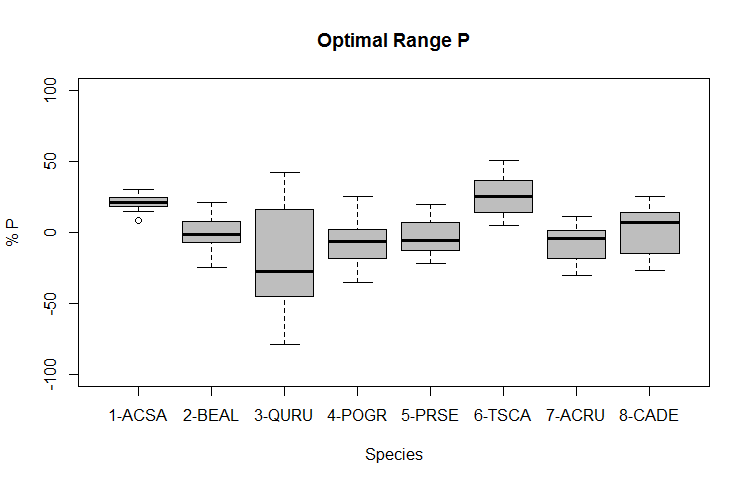 Optimal Range P
% P
100
50
0
-50
-100
1-ACSA 2-BEAL 3-QURU 4-POGR 5-PRSE 6-TSCA 7-ACRU 8-CADE
Species